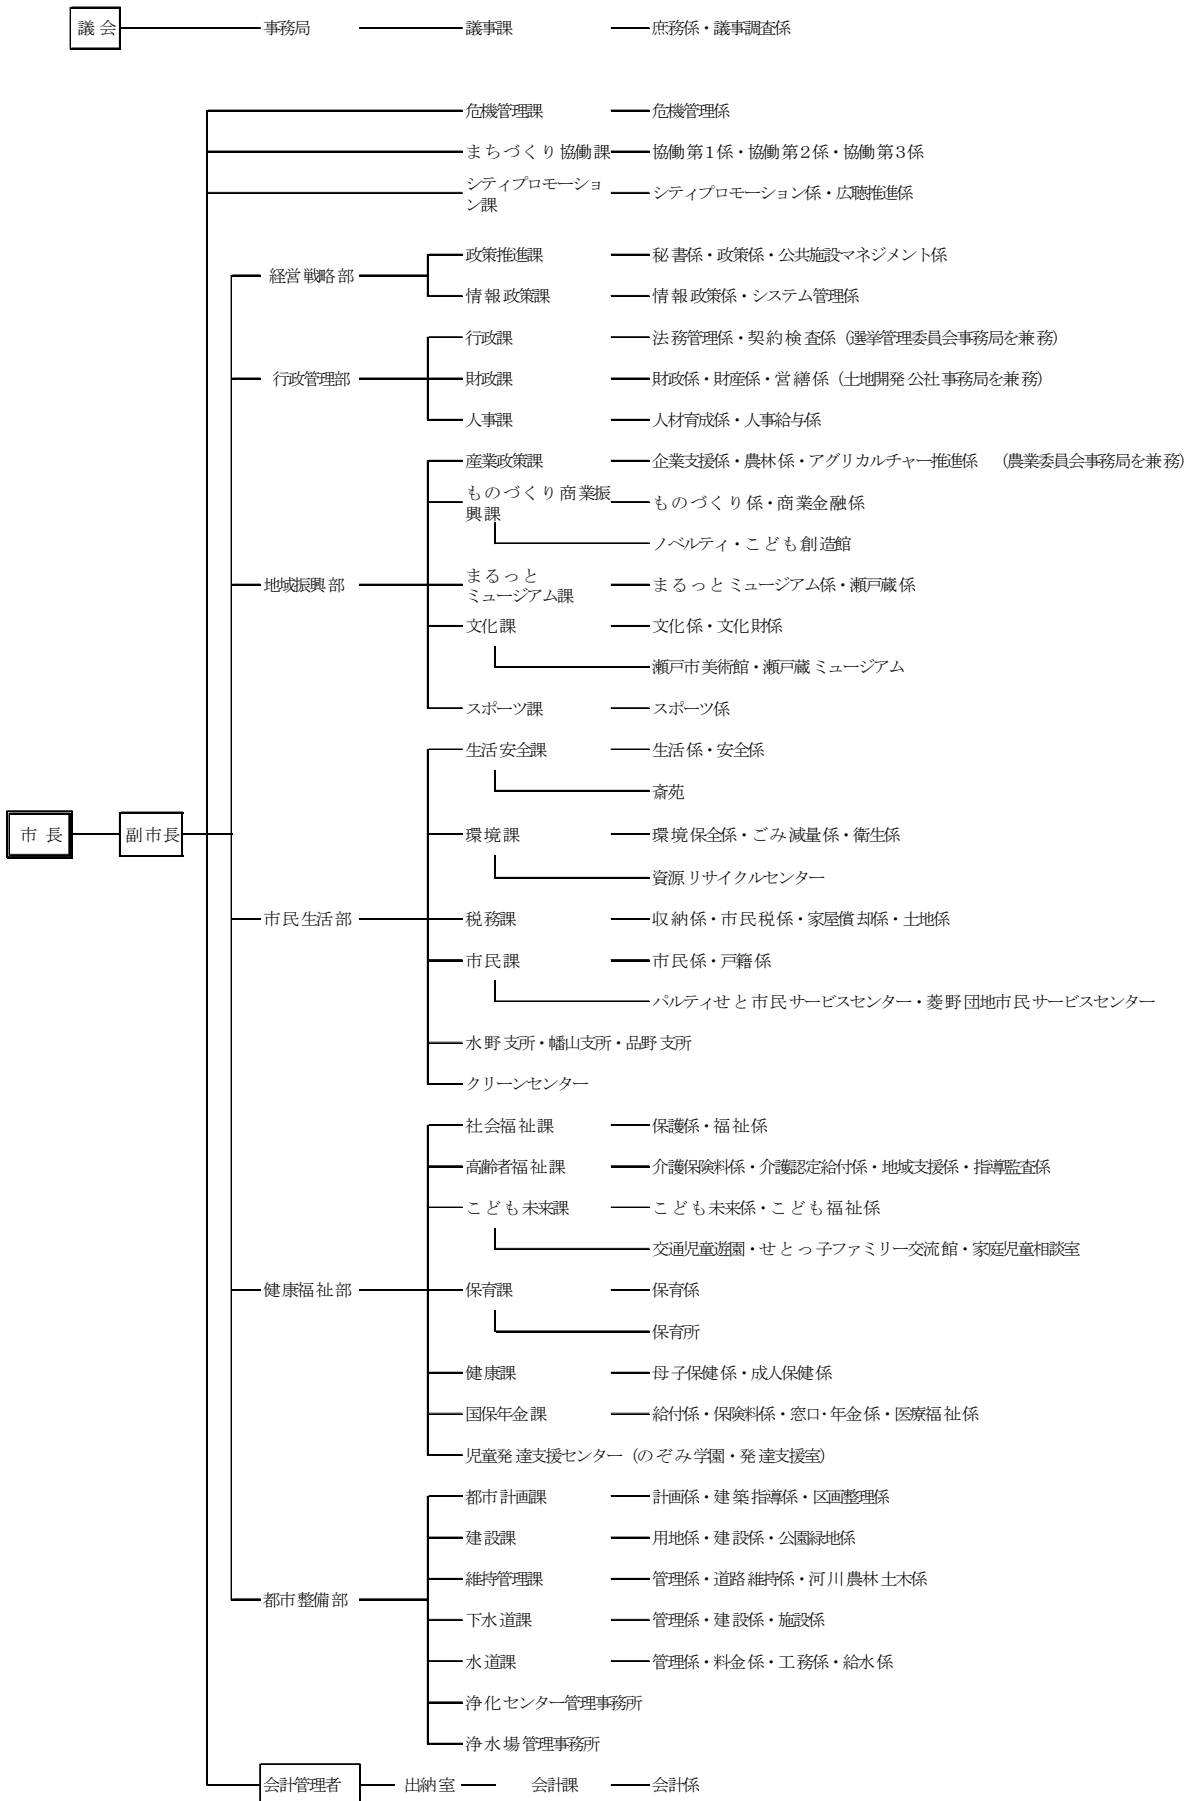 議会 事務局 議事課 庶務係・議事調査係
危機管理課 危機管理係
まちづくり協働課 協働第1係・協働第2係・協働第3係
シティプロモーショ
ン課 シティプロモーション係・広聴推進係
政策推進課 秘書係・政策係・公共施設マネジメント係
経営戦略部
情報政策課 情報政策係・システム管理係
行政課 法務管理係・契約検査係(選挙管理委員会事務局を兼務)
行政管理部 財政課 財政係・財産係・営繕係(土地開発公社事務局を兼務)
人事課 人材育成係・人事給与係
産業政策課 企業支援係・農林係・アグリカルチャー推進係 (農業委員会事務局を兼務)
ものづくり商業振
興課 ものづくり係・商業金融係
ノベルティ・こども創造館
地域振興部 まるっと
ミュージアム課 まるっとミュージアム係・瀬戸蔵係
文化課 文化係・文化財係
瀬戸市美術館・瀬戸蔵ミュージアム
スポーツ課 スポーツ係
生活安全課 生活係・安全係
斎苑
市長 副市長 環境課 環境保全係・ごみ減量係・衛生係
資源リサイクルセンター
市民生活部 税務課 収納係・市民税係・家屋償却係・土地係
市民課 市民係・戸籍係
パルティせと市民サービスセンター・菱野団地市民サービスセンター
水野支所・幡山支所・品野支所
クリーンセンター
社会福祉課 保護係・福祉係
高齢者福祉課 介護保険料係・介護認定給付係・地域支援係・指導監査係
こども未来課 こども未来係・こども福祉係
交通児童遊園・せとっ子ファミリー交流館・家庭児童相談室
健康福祉部 保育課 保育係
保育所
健康課 母子保健係・成人保健係
国保年金課 給付係・保険料係・窓口・年金係・医療福祉係
児童発達支援センター(のぞみ学園・発達支援室)
都市計画課 計画係・建築指導係・区画整理係
建設課 用地係・建設係・公園緑地係
維持管理課 管理係・道路維持係・河川農林土木係
都市整備部 下水道課 管理係・建設係・施設係
水道課 管理係・料金係・工務係・給水係
浄化センター管理事務所
浄水場管理事務所
会計管理者 出納室 会計課 会計係